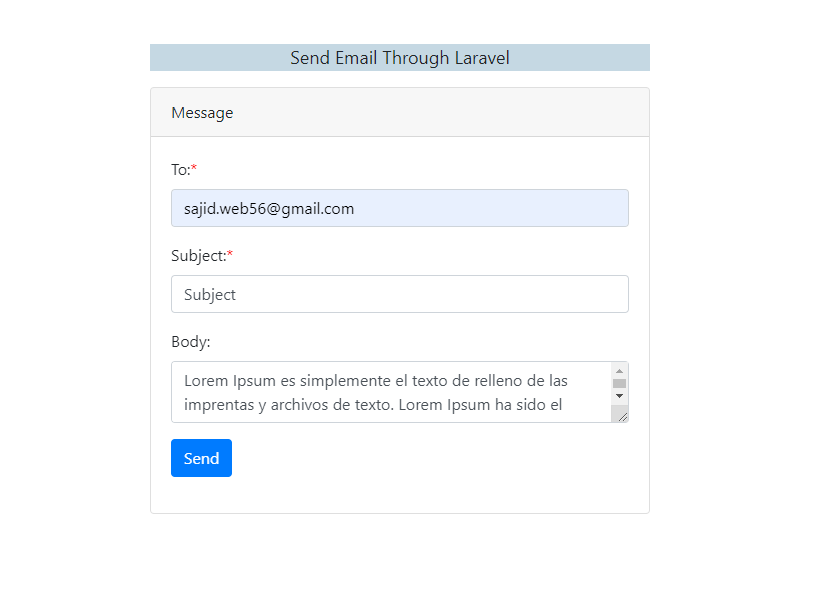 Send Email Through Laravel
Message
To:*
sajid.web56@gmail.com
Subject:*
Subject
Body:
Lorem Ipsum es simplemente el texto de relleno de las
imprentas y archivos de texto. Lorem Ipsum ha sido el
Send